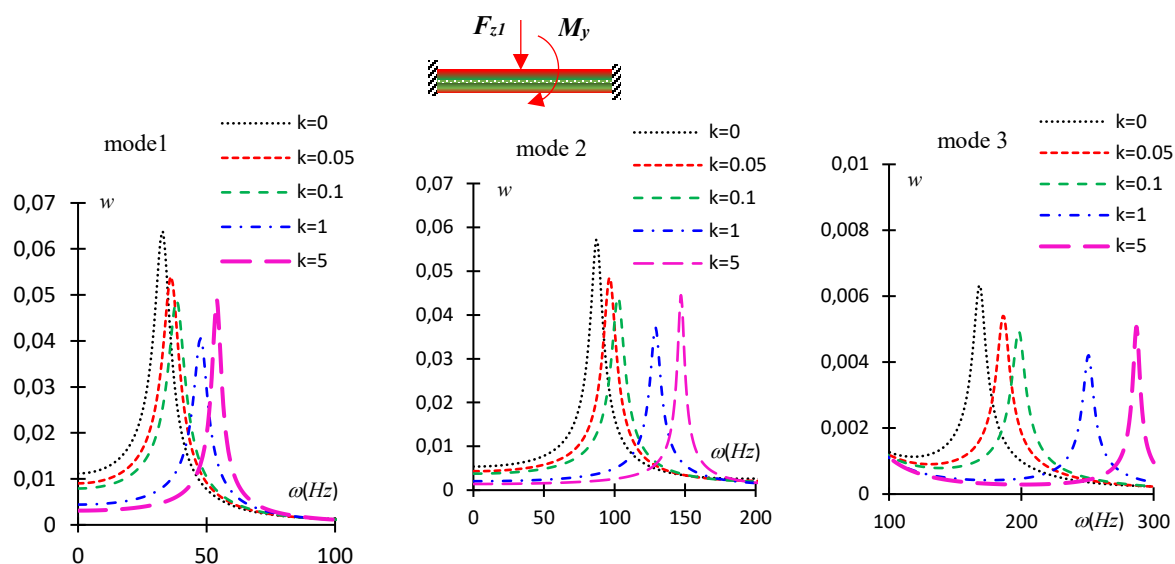 F_z1 M_y
mode1
k=0
k=0.05
k=0.1
k=1
k=5
w
0,07
0,06
0,05
0,04
0,03
0,02
0,01
0
0 50 100
ω(Hz)
mode 2
k=0
k=0.05
k=0.1
k=1
k=5
w
0,07
0,06
0,05
0,04
0,03
0,02
0,01
0
0 50 100 150 200
ω(Hz)
mode 3
k=0
k=0.05
k=0.1
k=1
k=5
w
0,01
0,008
0,006
0,004
0,002
0
100 200 300
ω(Hz)